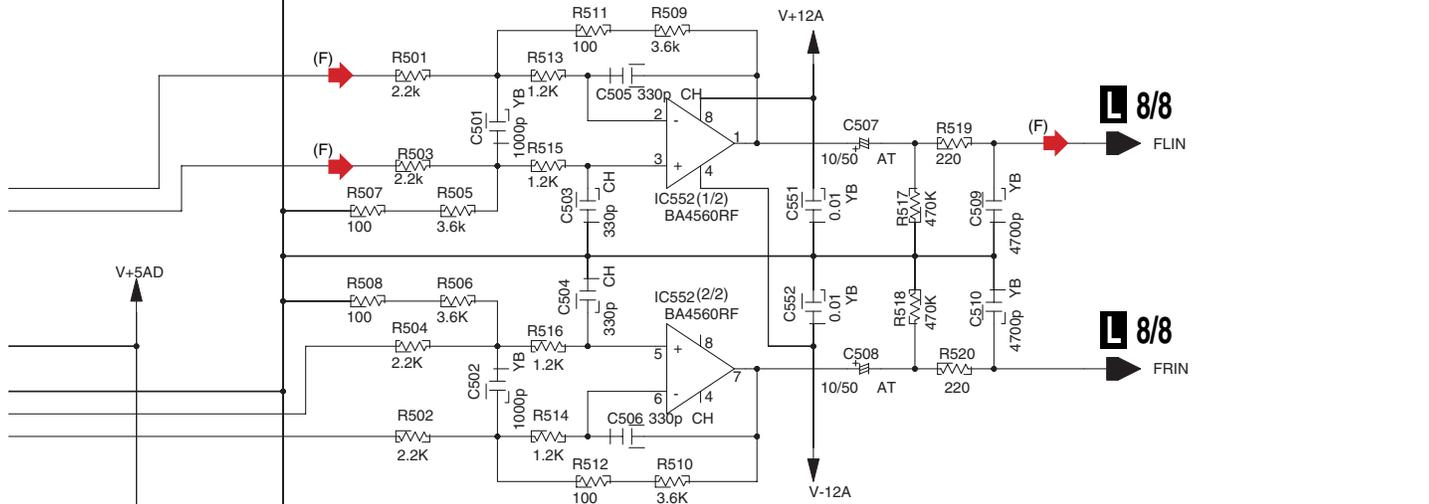 R511 R509 V+12A
100 3.6k
(F) R501 R513
2.2k 1.2K
C505 330p CH
C501 1000p YB
2 - 8
L 8/8
(F) R503 R515
2.2k 1.2K
3 + 4 1
C507 R519 (F)
10/50 + AT 220 FLIN
IC552(1/2)
BA4560RF
R507 R505
100 3.6k
C503 330p CH
C551 0.01 YB
R517 470K
C509 4700p YB
V+5AD
R508 R506
100 3.6K
C504 330p CH
IC552(2/2)
BA4560RF
C552 0.01 YB
R518 470K
C510 4700p YB
L 8/8
R504 R516
2.2K 1.2K
5 + 8
C508 R520
10/50 + AT 220 FRIN
C502 1000p YB
6 - 4 7
R502 R514
2.2K 1.2K
C506 330p CH
R512 R510
100 3.6K
V-12A